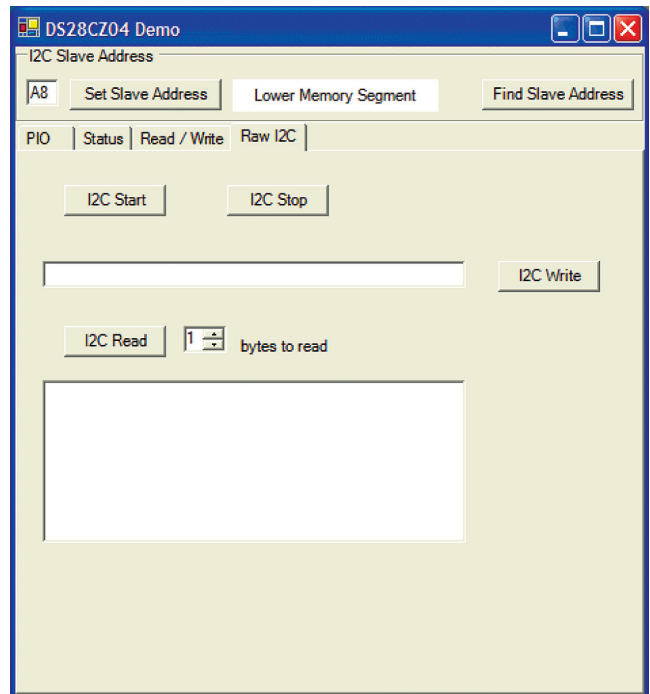 DS28CZ04 Demo
I2C Slave Address
A8 Set Slave Address Lower Memory Segment Find Slave Address
PIO Status Read / Write Raw I2C
I2C Start I2C Stop
I2C Write
I2C Read 1 bytes to read